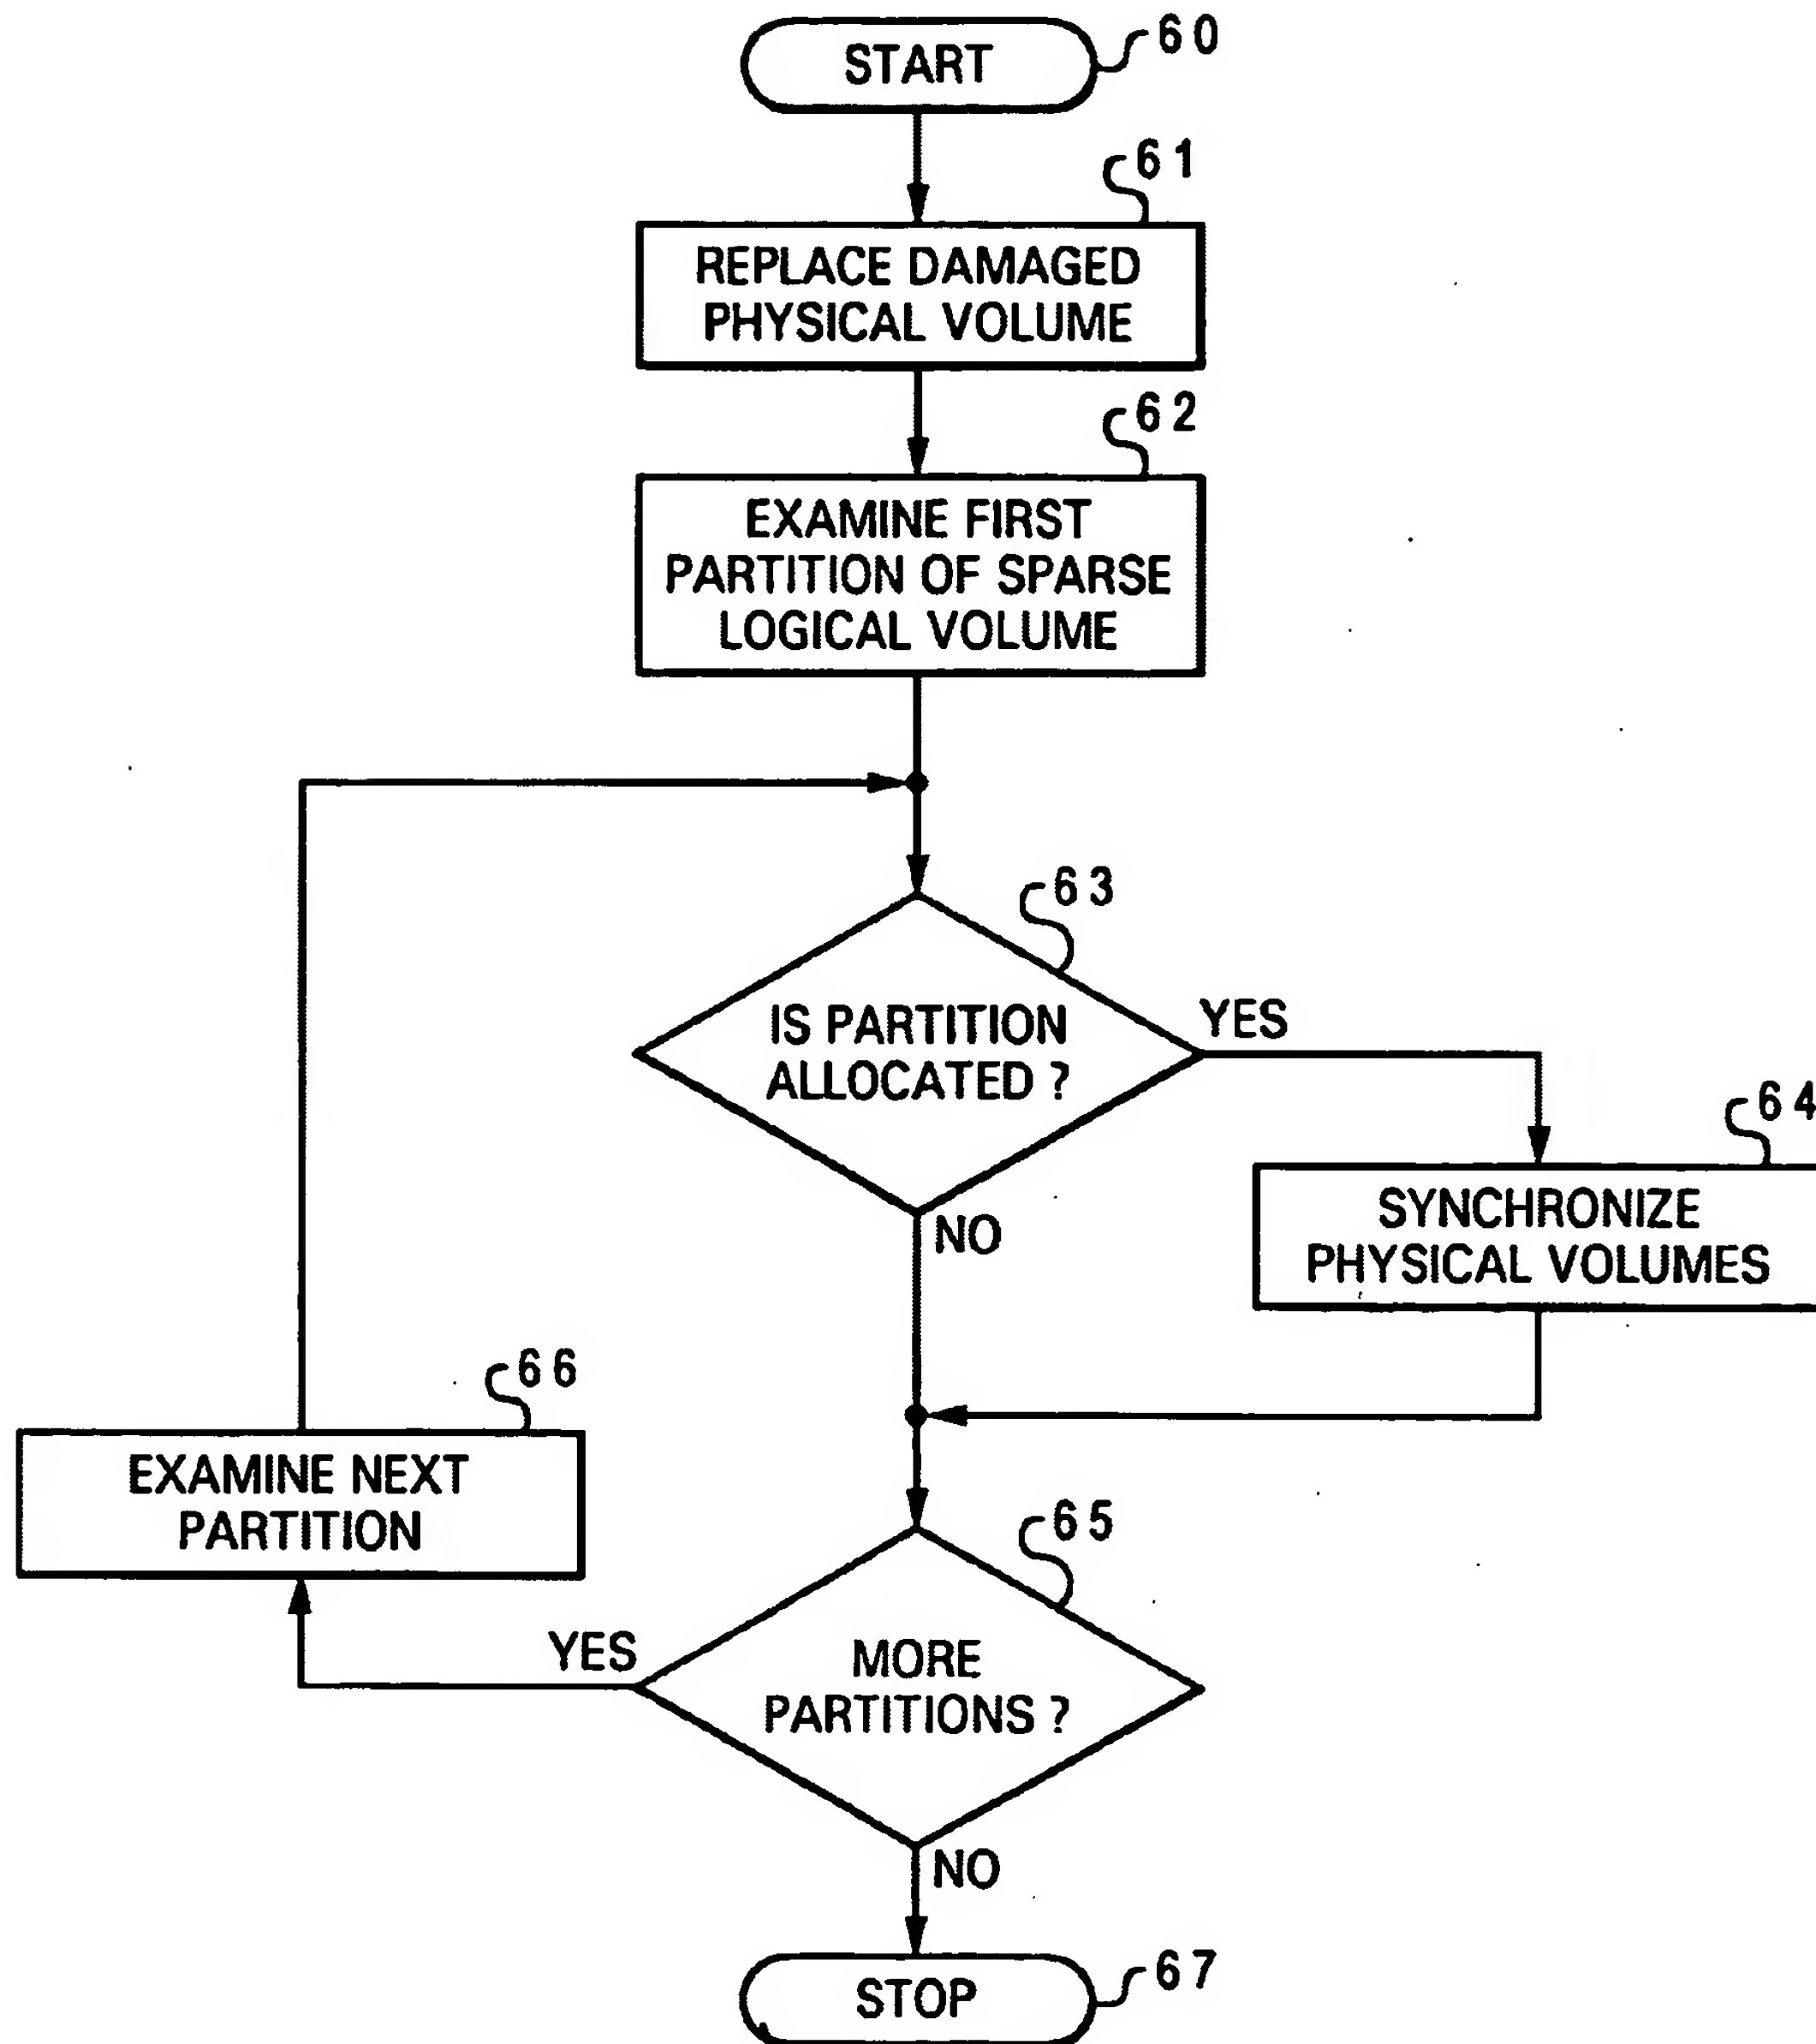 START
60
61
REPLACE DAMAGED
PHYSICAL VOLUME
62
EXAMINE FIRST
PARTITION OF SPARSE
LOGICAL VOLUME
63
IS PARTITION
ALLOCATED ?
YES
NO
64
SYNCHRONIZE
PHYSICAL VOLUMES
66
EXAMINE NEXT
PARTITION
65
MORE
PARTITIONS ?
YES
NO
STOP
67